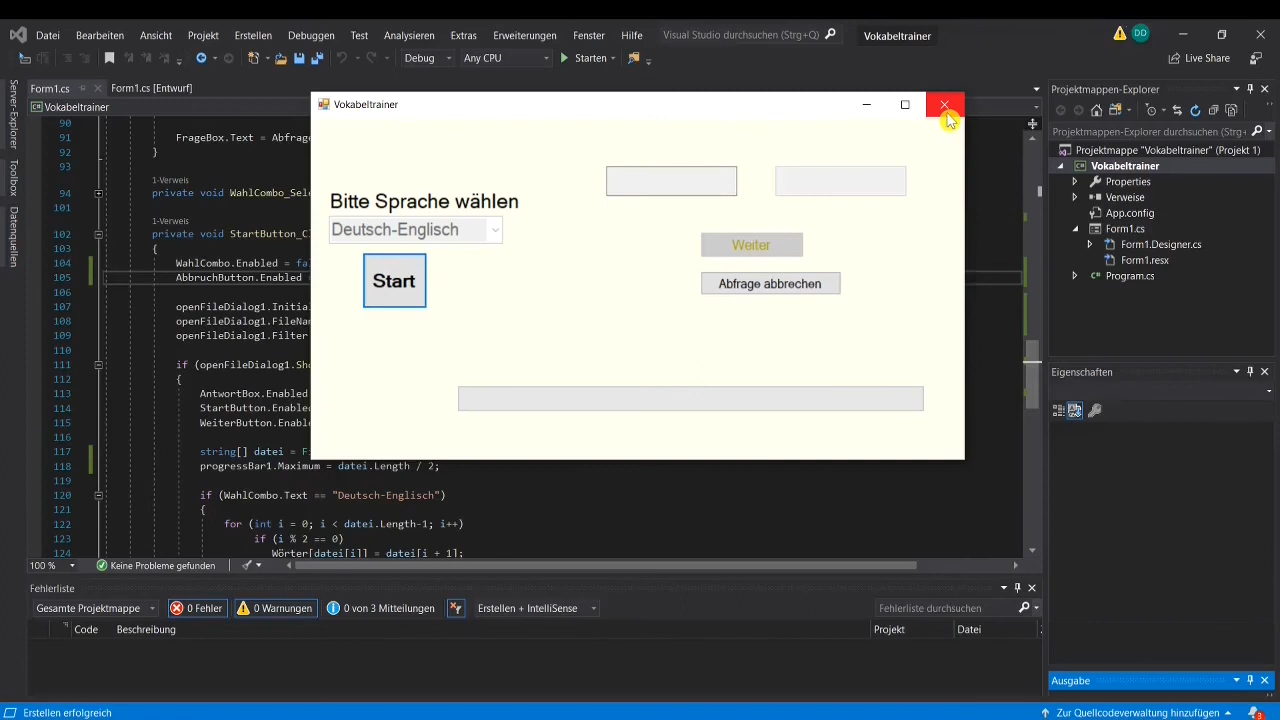 Datei Bearbeiten Ansicht Projekt Erstellen Debuggen Test Analysieren Extras Erweiterungen Fenster Hilfe Visual Studio durchsuchen (Strg+Q) Vokabeltrainer DD
Debug Any CPU Starten Live Share
Server-Explorer
Toolbox
Datenquellen
Form1.cs Form1.cs [Entwurf]
Vokabeltrainer
90
91 FrageBox.Text = Abfrage
92 }
93
1-Verweis
94 private void WahlCombo_Se
101
1-Verweis
102 private void StartButton_C
103 {
104 WahlCombo.Enabled = fa
105 AbbruchButton.Enabled
106
107 openFileDialog1.Initia
108 openFileDialog1.FileNa
109 openFileDialog1.Filter
110
111 if (openFileDialog1.Sh
112 {
113 AntwortBox.Enabled
114 StartButton.Enable
115 WeiterButton.Enab
116
117 string[] datei = Fi
118 progressBar1.Maximum = datei.Length / 2;
119
120 if (WahlCombo.Text == "Deutsch-Englisch")
121 {
122 for (int i = 0; i < datei.Length-1; i++)
123 if (i % 2 == 0)
124 Wörter[datei[i]] = datei[i + 1];
Vokabeltrainer
Bitte Sprache wählen
Deutsch-Englisch
Start
Weiter
Abfrage abbrechen
100 % Keine Probleme gefunden
Fehlerliste
Gesamte Projektmappe 0 Fehler 0 Warnungen 0 von 3 Mitteilungen Erstellen + IntelliSense Fehlerliste durchsuchen
Code Beschreibung Projekt Datei
Projektmappen-Explorer
Projektmappen-Explorer durchsuchen (Strg-
Projektmappe "Vokabeltrainer" (Projekt 1)
Vokabeltrainer
Properties
Verweise
App.config
Form1.cs
Form1.Designer.cs
Form1.resx
Program.cs
Eigenschaften
Ausgabe
Erstellen erfolgreich Zur Quellcodeverwaltung hinzufügen